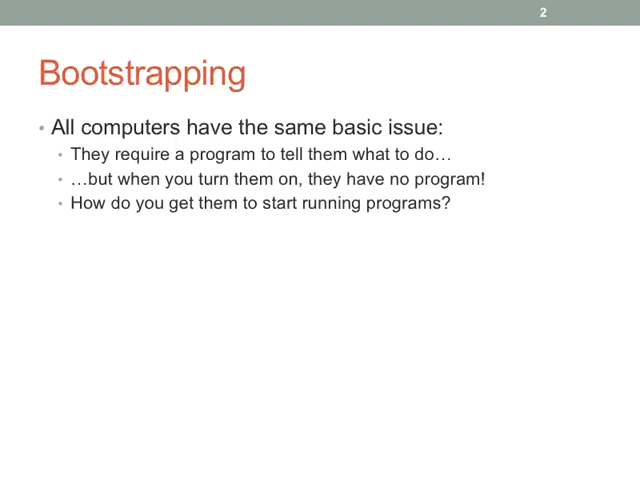 2
Bootstrapping
• All computers have the same basic issue:
• They require a program to tell them what to do…
• …but when you turn them on, they have no program!
• How do you get them to start running programs?